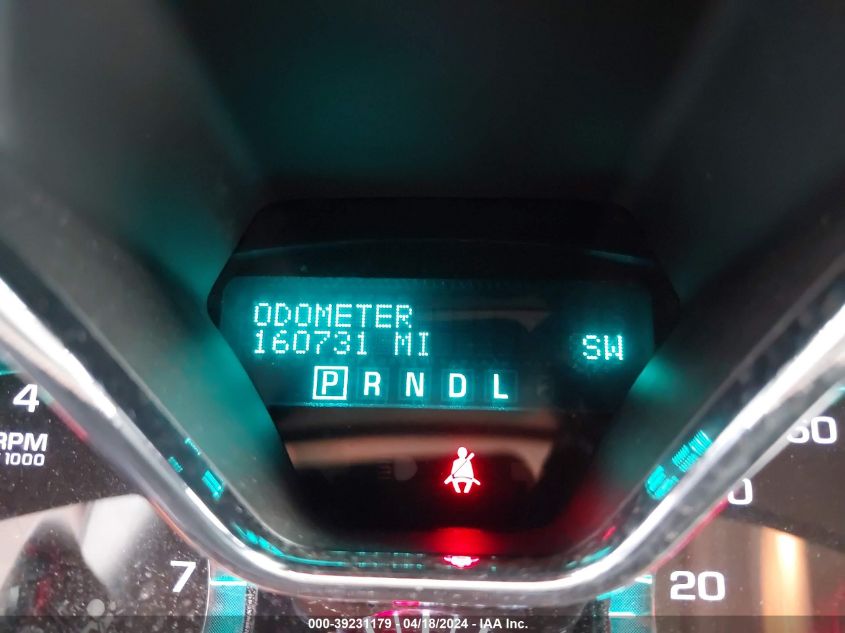 ODOMETER
160731 MI SW
P R N D L
4
RPM
1000
60
0
7
20
000-39231179 / 04/18/2024 - IAA Inc.